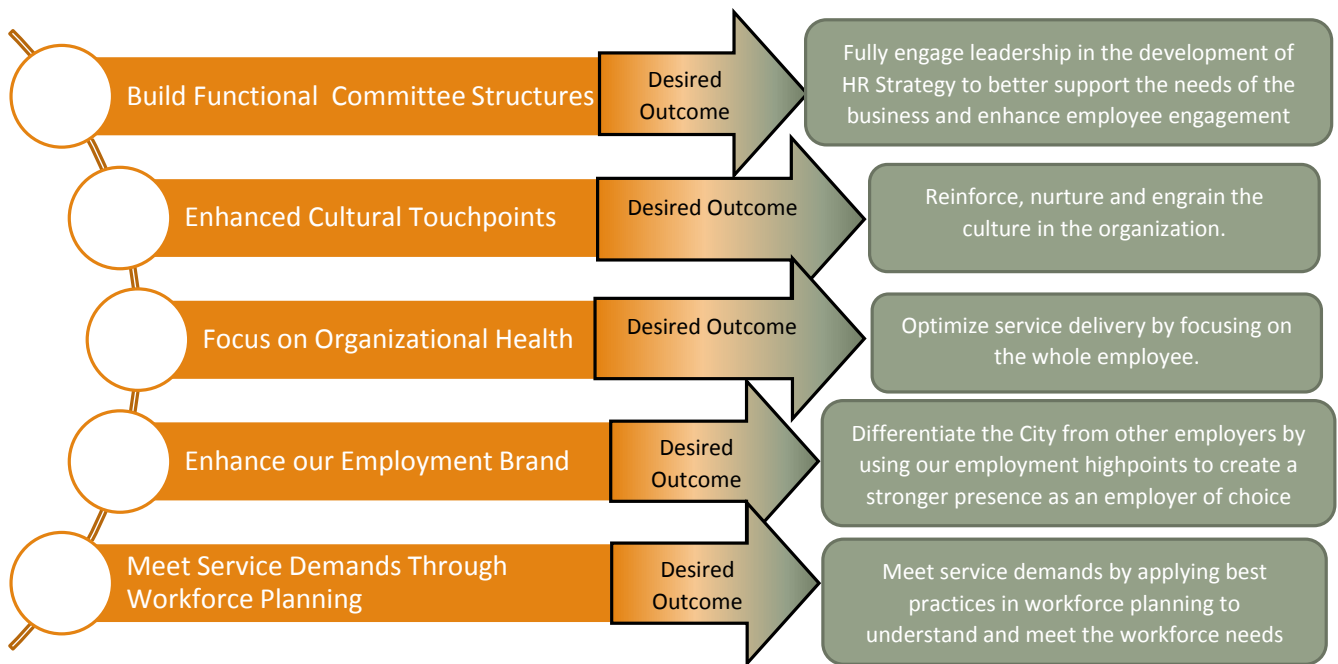 Build Functional  Committee Structures
Desired
Outcome
Fully engage leadership in the development of
HR Strategy to better support the needs of the
business and enhance employee engagement
Enhanced Cultural Touchpoints
Desired Outcome
Reinforce, nurture and engrain the
culture in the organization.
Focus on Organizational Health
Desired Outcome
Optimize service delivery by focusing on
the whole employee.
Enhance our Employment Brand
Desired
Outcome
Differentiate the City from other employers by
using our employment highpoints to create a
stronger presence as an employer of choice
Meet Service Demands Through
Workforce Planning
Desired
Outcome
Meet service demands by applying best
practices in workforce planning to
understand and meet the workforce needs